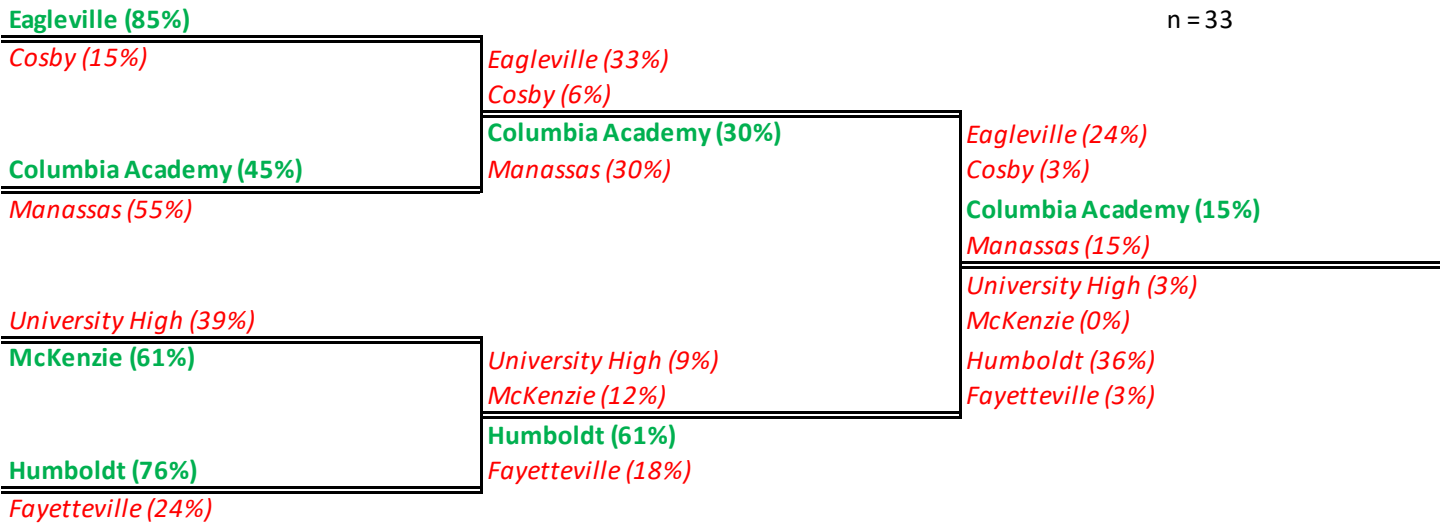 Eagleville (85%)
n = 33
Cosby (15%)
Eagleville (33%)
Cosby (6%)
Columbia Academy (30%)
Eagleville (24%)
Columbia Academy (45%)
Manassas (30%)
Cosby (3%)
Manassas (55%)
Columbia Academy (15%)
Manassas (15%)
University High (3%)
University High (39%)
McKenzie (0%)
McKenzie (61%)
University High (9%)
Humboldt (36%)
McKenzie (12%)
Fayetteville (3%)
Humboldt (61%)
Humboldt (76%)
Fayetteville (18%)
Fayetteville (24%)